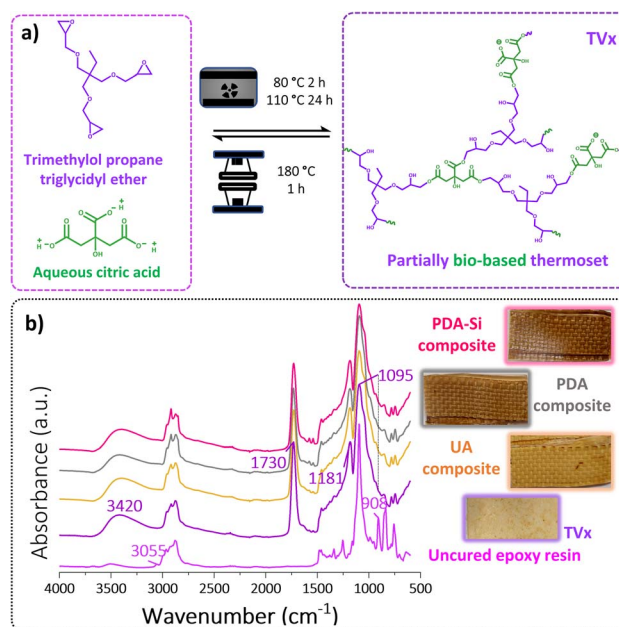 a)
O
O
O
O
O
O
Trimethylol propane
triglycidyl ether
O
O H
H O
O
O
O H
OH
Aqueous citric acid
80 °C 2 h
110 °C 24 h
180 °C
1 h
TVx
Partially bio-based thermoset
b)
Absorbance (a.u.)
3420
3055
1730
1181
1095
908
4000
3500
3000
2500
2000
1500
1000
500
Wavenumber (cm-1)
PDA-Si
composite
PDA
composite
UA
composite
TVx
Uncured epoxy resin